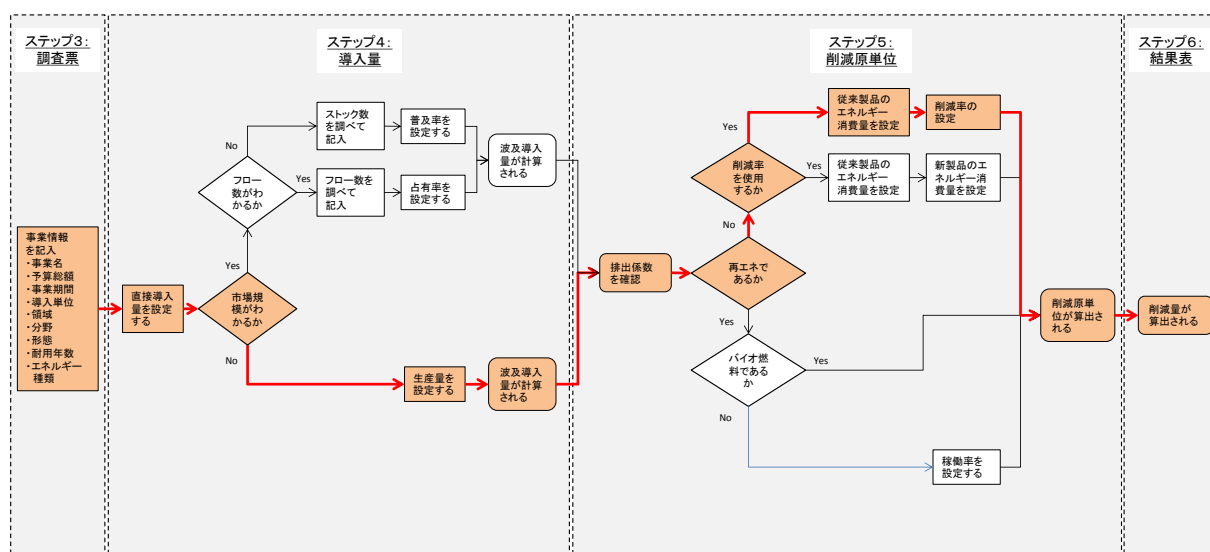 ステップ3:
調査票
事業情報
を記入
・事業名
・予算総額
・事業期間
・導入単位
・領域
・分野
・形態
・耐用年数
・エネルギー
種類
ステップ4:
導入量
直接導入
量を設定
する
市場規
模がわ
かるか
Yes
No
フロー
数がわ
かるか
No
Yes
ストック数
を調べて
記入
普及率を
設定する
フロー数を
調べて
記入
占有率を
設定する
波及導入
量が計算
される
生産量を
設定する
波及導入
量が計算
される
ステップ5:
削減原単位
排出係数
を確認
再エネで
あるか
No
Yes
削減率
を使用
するか
Yes
Yes
従来製品の
エネルギー
消費量を設定
削減率の
設定
従来製品の
エネルギー
消費量を設定
新製品のエ
ネルギー消
費量を設定
バイオ燃
料である
か
Yes
No
稼働率を
設定する
削減原単
位が算出さ
れる
ステップ6:
結果表
削減量が
算出される